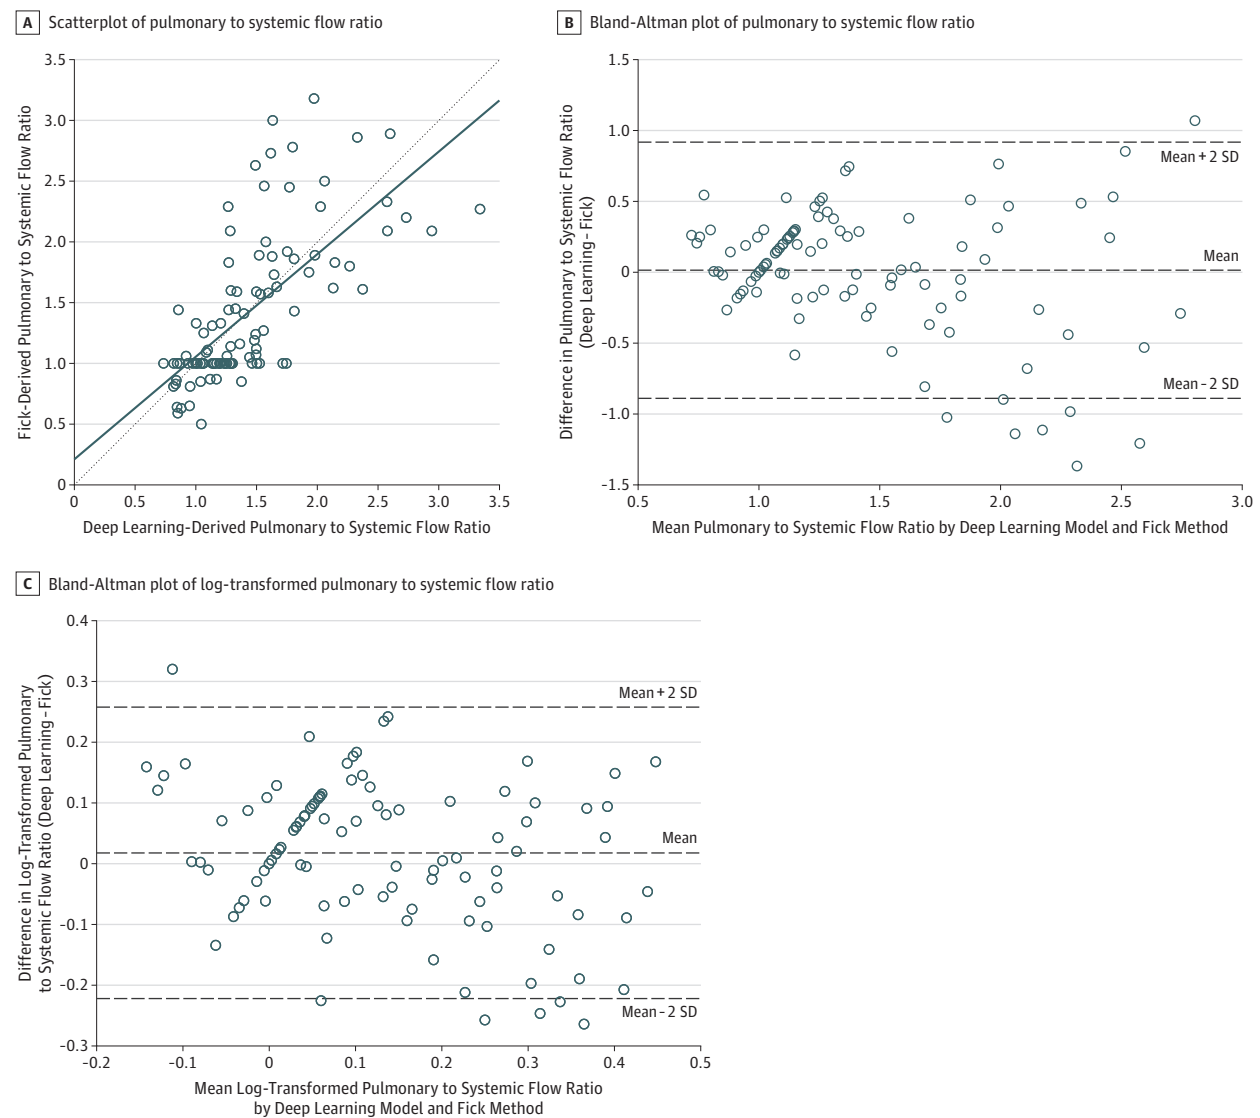 A Scatterplot of pulmonary to systemic flow ratio
Fick-Derived Pulmonary to Systemic Flow Ratio
3.5
3.0
2.5
2.0
1.5
1.0
0.5
0
0 0.5 1.0 1.5 2.0 2.5 3.0 3.5
Deep Learning-Derived Pulmonary to Systemic Flow Ratio
B Bland-Altman plot of pulmonary to systemic flow ratio
Difference in Pulmonary to Systemic Flow Ratio
(Deep Learning - Fick)
1.5
1.0
0.5
0
-0.5
-1.0
-1.5
Mean + 2 SD
Mean
Mean - 2 SD
0.5 1.0 1.5 2.0 2.5 3.0
Mean Pulmonary to Systemic Flow Ratio by Deep Learning Model and Fick Method
C Bland-Altman plot of log-transformed pulmonary to systemic flow ratio
Difference in Log-Transformed Pulmonary
to Systemic Flow Ratio (Deep Learning - Fick)
0.4
0.3
0.2
0.1
0
-0.1
-0.2
-0.3
Mean + 2 SD
Mean
Mean - 2 SD
-0.2 -0.1 0 0.1 0.2 0.3 0.4 0.5
Mean Log-Transformed Pulmonary to Systemic Flow Ratio
by Deep Learning Model and Fick Method